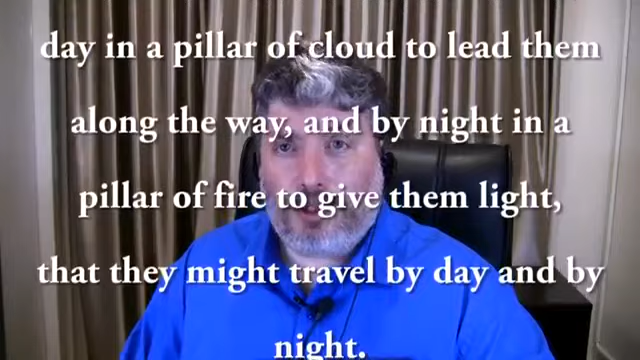 day in a pillar of cloud to lead them
along the way, and by night in a
pillar of fire to give them light,
that they might travel by day and by
night.